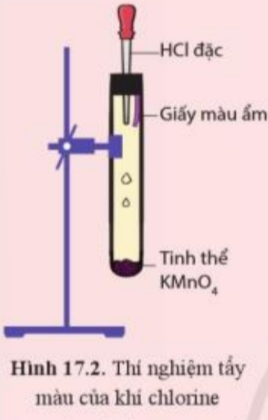 HCl đặc
Giấy màu ẩm
Tinh thể
KMnO₄
Hình 17.2. Thí nghiệm tẩy
màu của khí chlorine